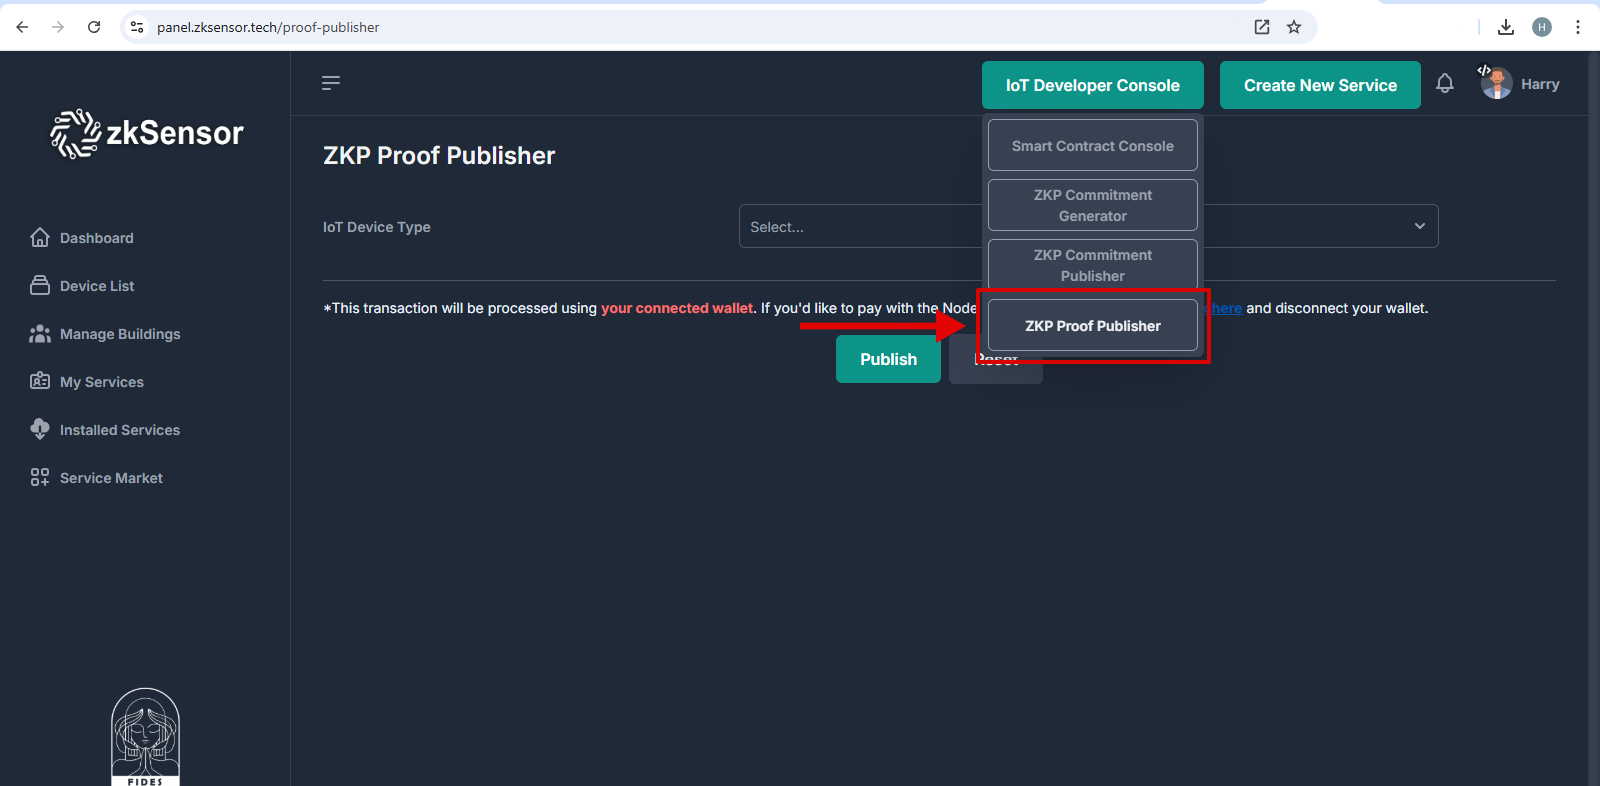 panel.zksensor.tech/proof-publisher
H
zkSensor
IoT Developer Console
Create New Service
</>
Harry
Smart Contract Console
ZKP Commitment
Generator
ZKP Commitment
Publisher
ZKP Proof Publisher
ZKP Proof Publisher
IoT Device Type
Select...
*This transaction will be processed using your connected wallet. If you'd like to pay with the Node
here and disconnect your wallet.
Publish
Reset
Dashboard
Device List
Manage Buildings
My Services
Installed Services
Service Market
FIDES